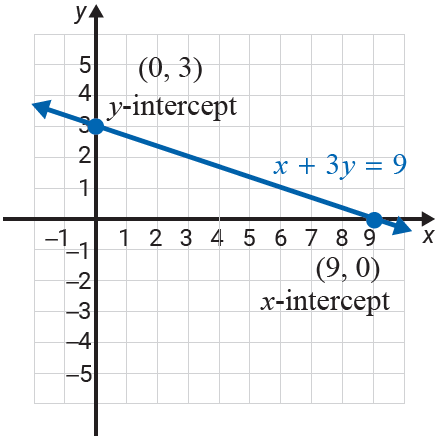 y
5
(0, 3)
4
y-intercept
3
2
x + 3y = 9
1
–1 1 2 3 4 5 6 7 8 9 x
–1
(9, 0)
–2
x-intercept
–3
–4
–5